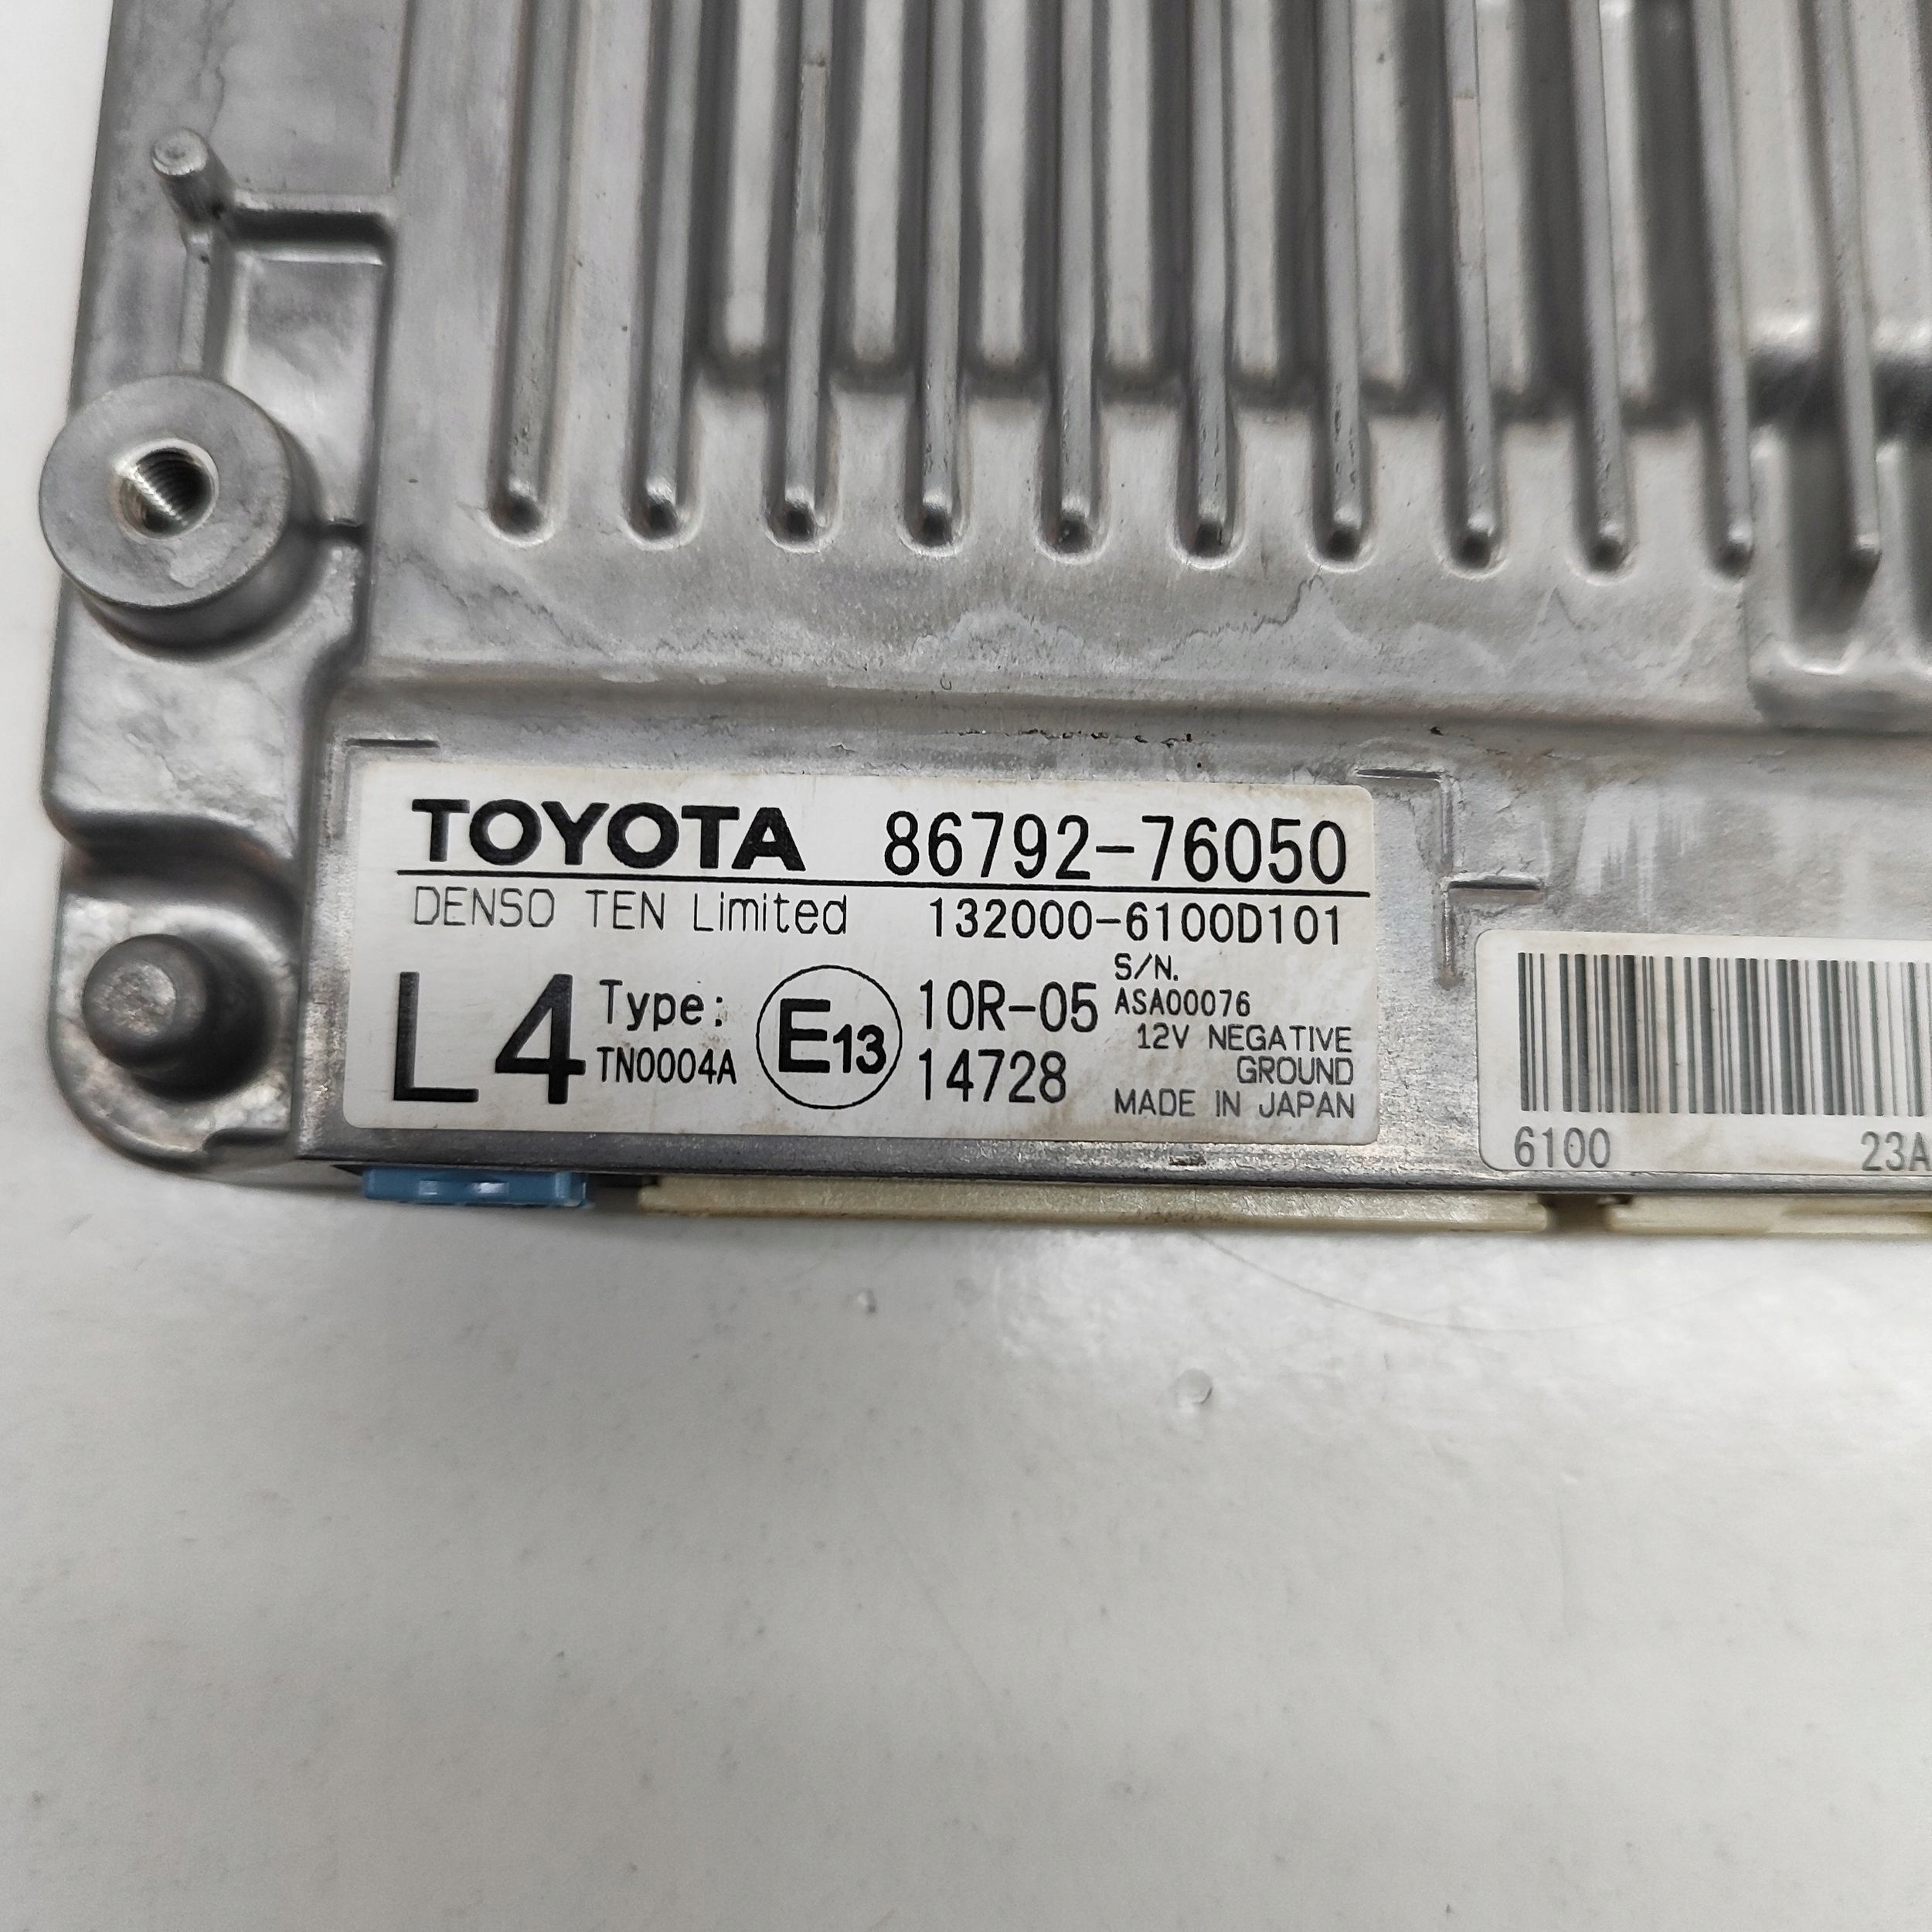 TOYOTA 86792-76050
DENSO TEN Limited 132000-6100D101
L4 Type: TN0004A
E13
10R-05
14728
S/N.
ASA00076
12V NEGATIVE
GROUND
MADE IN JAPAN
6100 23A